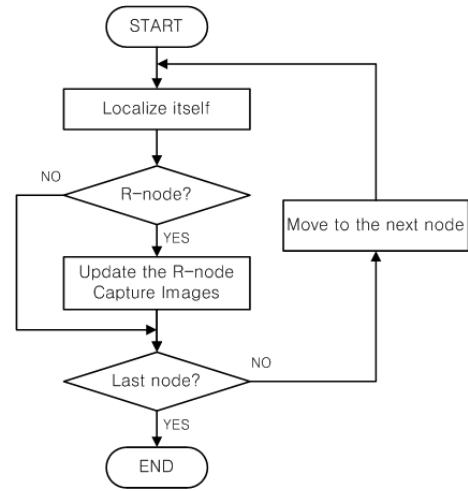 START
Localize itself
NO
R-node?
YES
Move to the next node
Update the R-node
Capture Images
NO
Last node?
YES
END